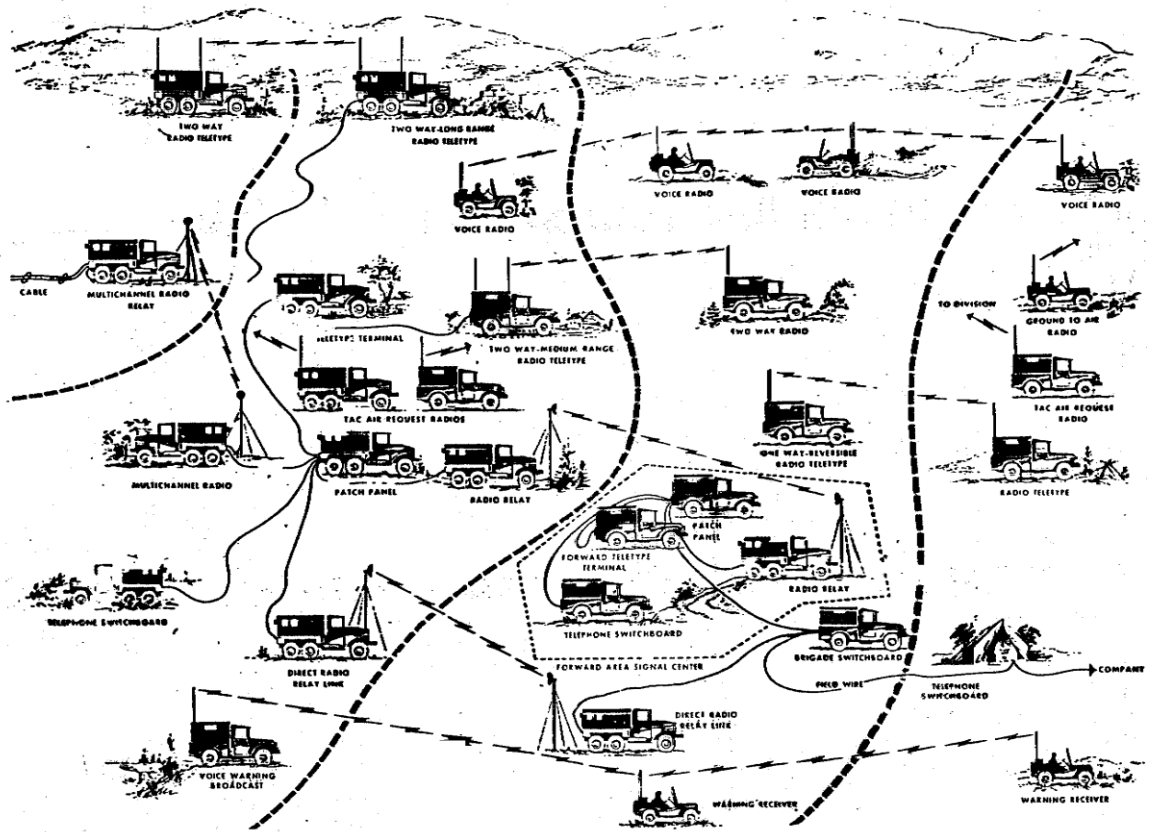 TWO WAY
RADIO TELETYPE
TWO WAY-LONG RANGE
RADIO TELETYPE
VOICE RADIO
VOICE RADIO
VOICE RADIO
VOICE RADIO
CABLE
MULTICHANNEL RADIO
RELAY
TELETYPE TERMINAL
TWO WAY-MEDIUM RANGE
RADIO TELETYPE
TWO WAY RADIO
TO DIVISION
GROUND TO AIR
RADIO
TAC AIR REQUEST RADIOS
TAC AIR REQUEST
RADIO
MULTICHANNEL RADIO
PATCH PANEL
RADIO RELAY
ONE WAY-REVERSIBLE
RADIO TELETYPE
RADIO TELETYPE
PATCH
PANEL
FORWARD TELETYPE
TERMINAL
RADIO RELAY
TELEPHONE SWITCHBOARD
TELEPHONE SWITCHBOARD
FORWARD AREA SIGNAL CENTER
BRIGADE SWITCHBOARD
DIRECT RADIO
RELAY LINK
FIELD WIRE
TELEPHONE
SWITCHBOARD
COMPANY
DIRECT RADIO
RELAY LINK
VOICE WARNING
BROADCAST
WARNING RECEIVER
WARNING RECEIVER